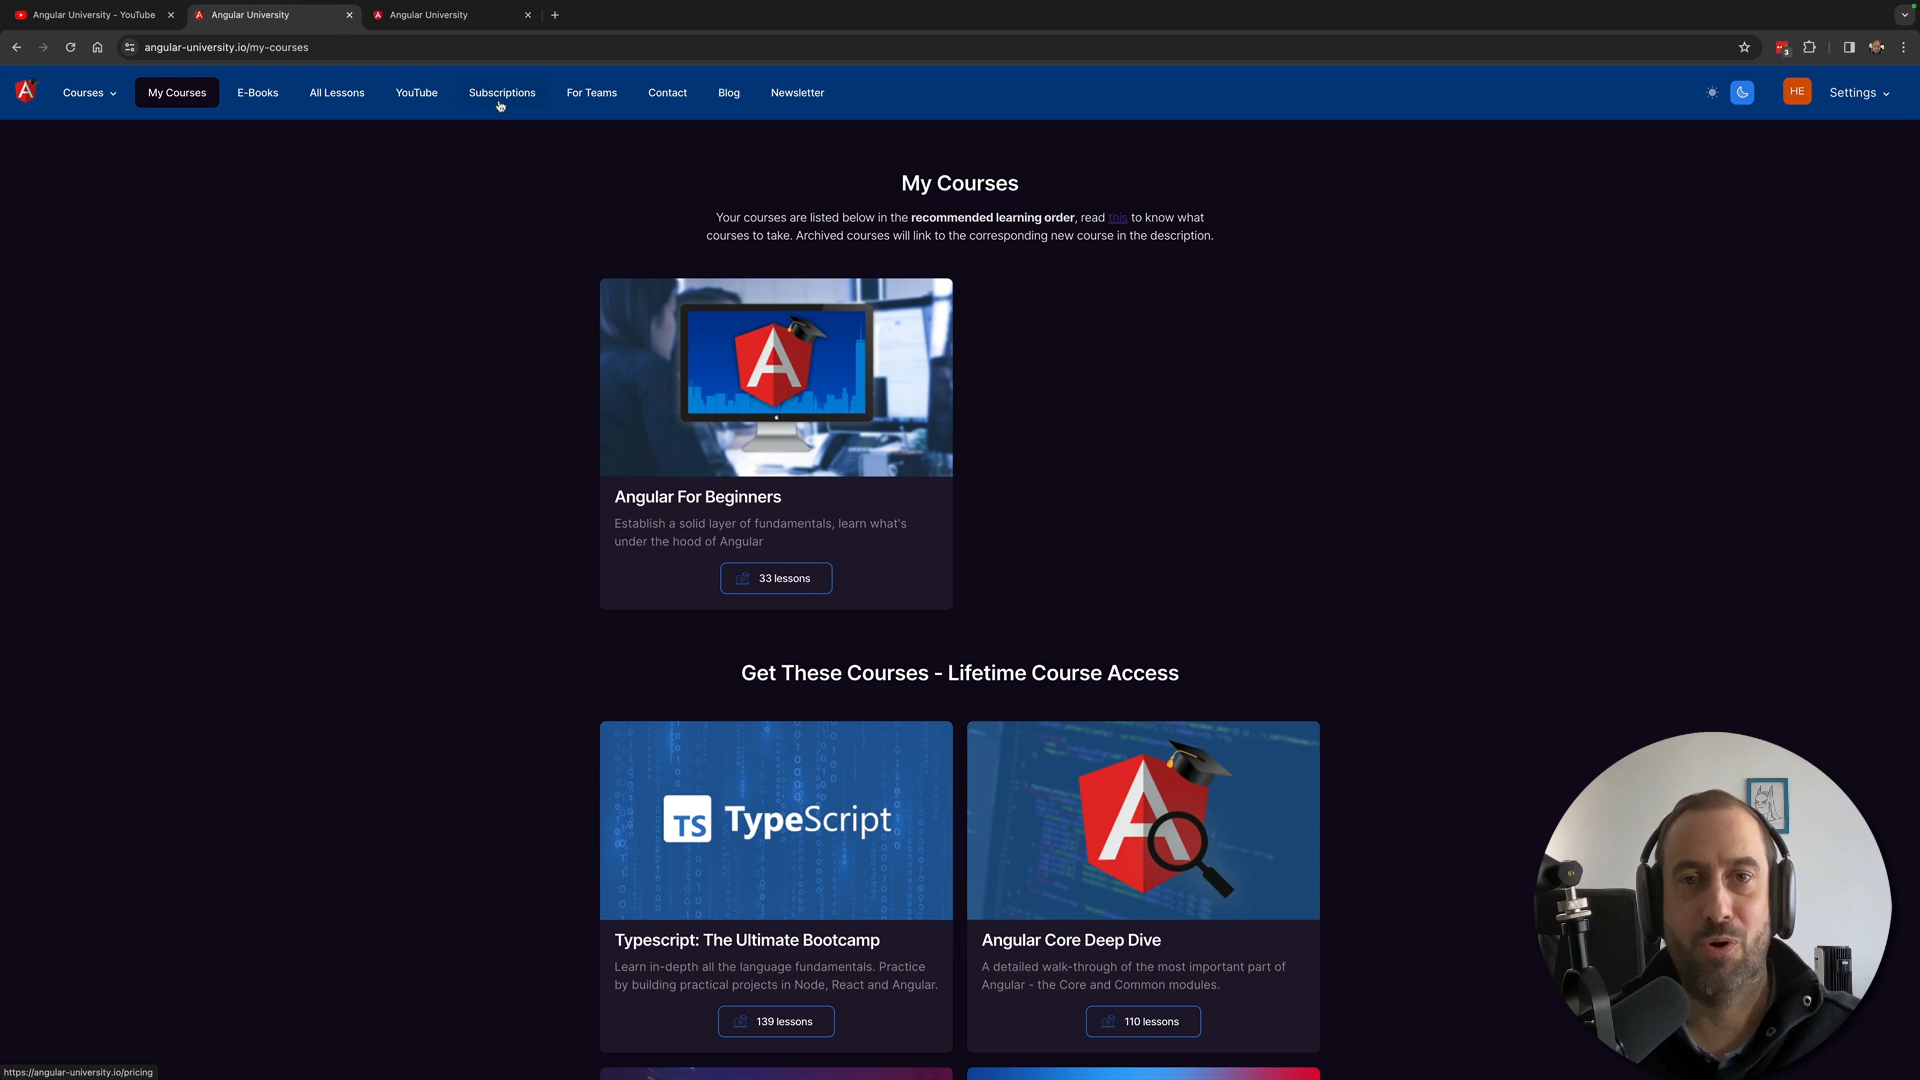 Angular University - YouTube
Angular University
Angular University
angular-university.io/my-courses
3
Courses
My Courses
E-Books
All Lessons
YouTube
Subscriptions
For Teams
Contact
Blog
Newsletter
HE
Settings
My Courses
Your courses are listed below in the recommended learning order, read this to know what
courses to take. Archived courses will link to the corresponding new course in the description.
Angular For Beginners
Establish a solid layer of fundamentals, learn what's
under the hood of Angular
33 lessons
Get These Courses - Lifetime Course Access
TS TypeScript
Typescript: The Ultimate Bootcamp
Learn in-depth all the language fundamentals. Practice
by building practical projects in Node, React and Angular.
139 lessons
Angular Core Deep Dive
A detailed walk-through of the most important part of
Angular - the Core and Common modules.
110 lessons
https://angular-university.io/pricing